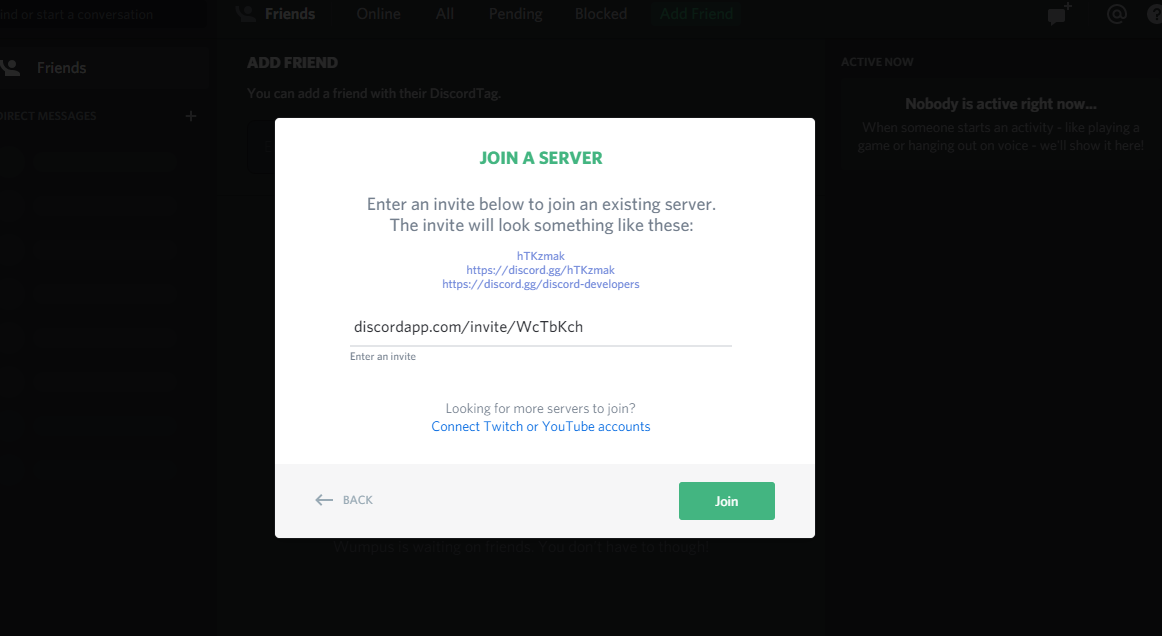 ind or start a conversation
Friends
Online
All
Pending
Blocked
Add Friend
Friends
DIRECT MESSAGES
ADD FRIEND
You can add a friend with their DiscordTag.
ACTIVE NOW
Nobody is active right now...
When someone starts an activity - like playing a
game or hanging out on voice - we'll show it here!
JOIN A SERVER
Enter an invite below to join an existing server.
The invite will look something like these:
hTKzmak
https://discord.gg/hTKzmak
https://discord.gg/discord-developers
discordapp.com/invite/WcTbKch
Enter an invite
Looking for more servers to join?
Connect Twitch or YouTube accounts
BACK
Join
Wumpus is waiting on friends. You don't have to though!